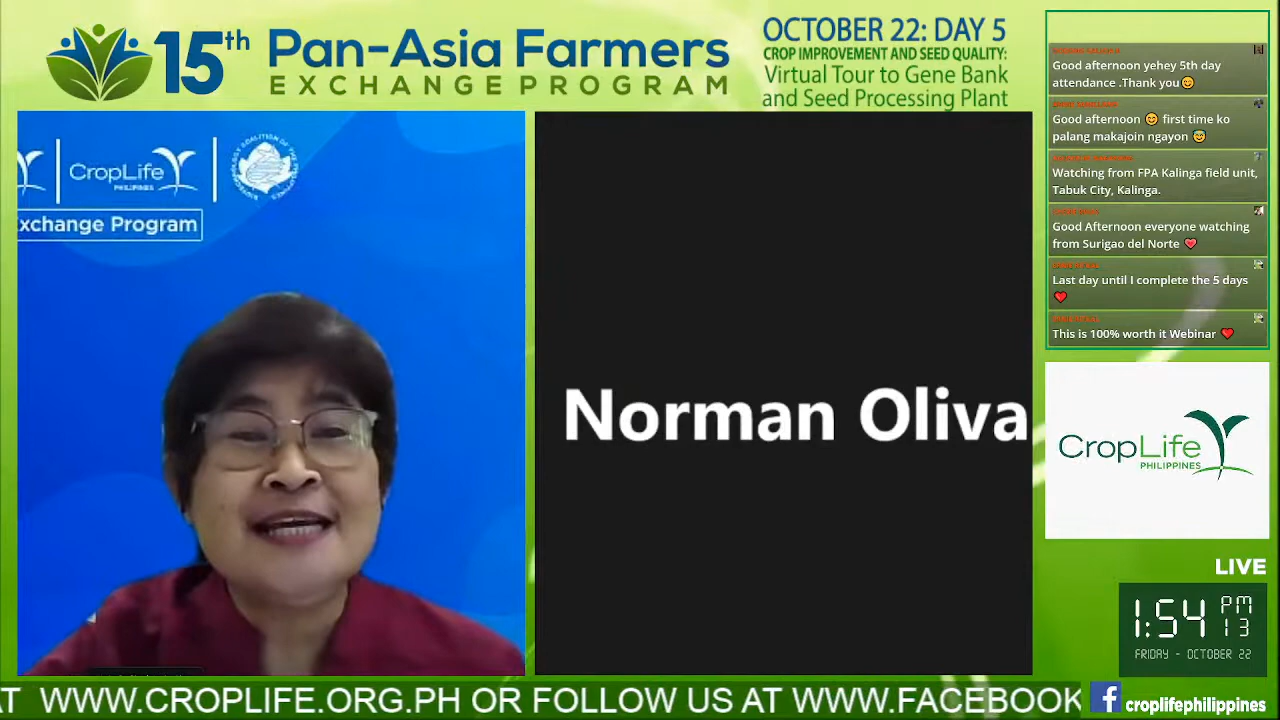 15th
Pan-Asia Farmers
EXCHANGE PROGRAM
OCTOBER 22: DAY 5
CROP IMPROVEMENT AND SEED QUALITY:
Virtual Tour to Gene Bank
and Seed Processing Plant
CropLife
PHILIPPINES
Exchange Program
Norman Oliva
Good afternoon yehey 5th day
attendance .Thank you😊
Good afternoon 😊 first time ko
palang makajoin ngayon 😇
Watching from FPA Kalinga field unit,
Tabuk City, Kalinga.
Good Afternoon everyone watching
from Surigao del Norte ❤️
Last day until I complete the 5 days
❤️
This is 100% worth it Webinar ❤️
CropLife
PHILIPPINES
LIVE
1:54 PM
13
FRIDAY - OCTOBER 22
AT WWW.CROPLIFE.ORG.PH OR FOLLOW US AT WWW.FACEBOOK
f croplifephilippines